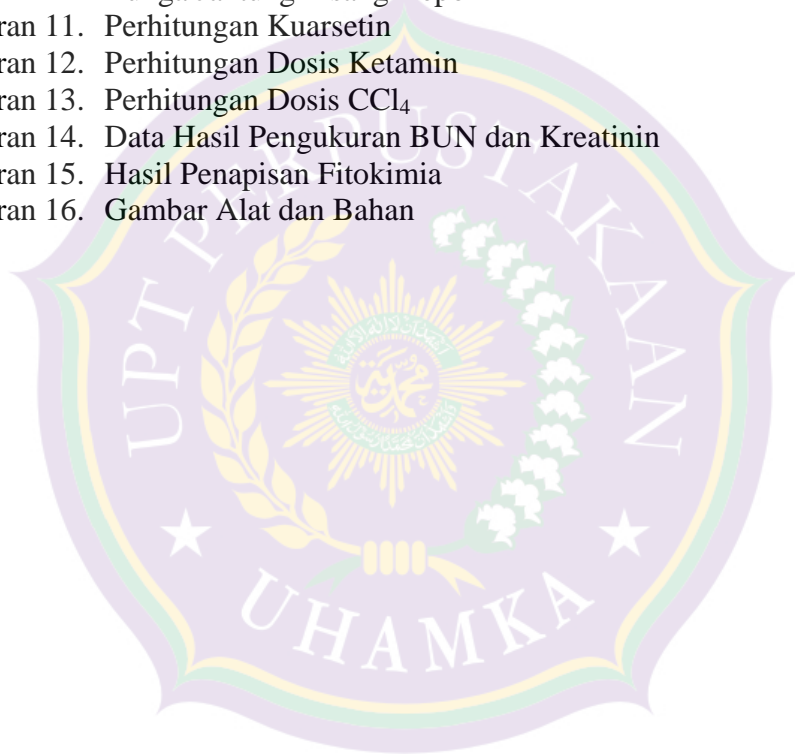 ran 11. Perhitungan Kuarsetin
ran 12. Perhitungan Dosis Ketamin
ran 13. Perhitungan Dosis CCl₄
ran 14. Data Hasil Pengukuran BUN dan Kreatinin
ran 15. Hasil Penapisan Fitokimia
ran 16. Gambar Alat dan Bahan
UPT PERPUSTAKAAN
محمدية
UHAMKA